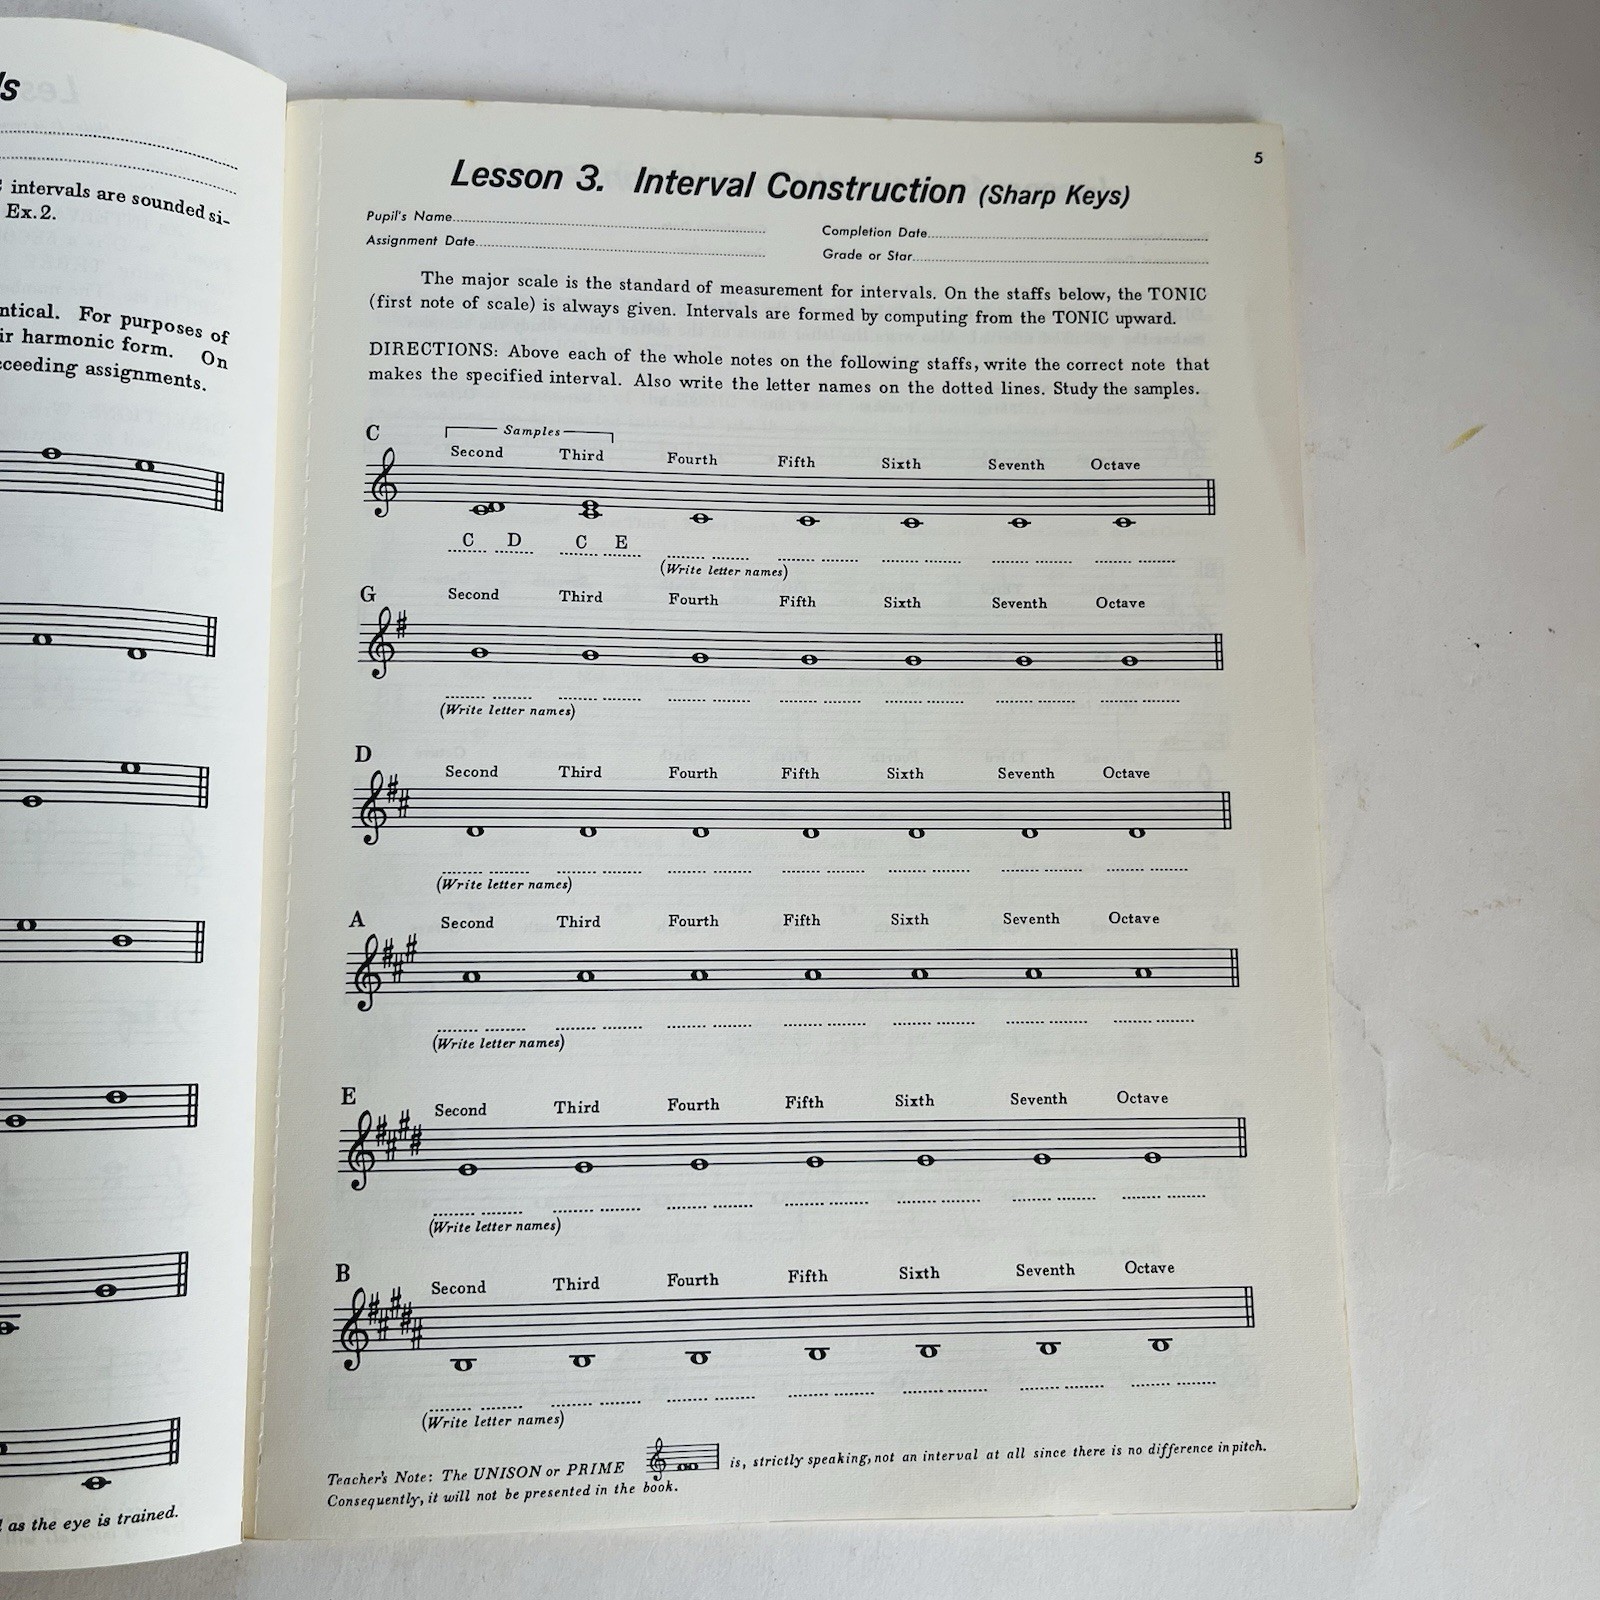 ls
intervals are sounded si-
Ex.2.
ntical. For purposes of
ir harmonic form. On
ceeding assignments.
as the eye is trained.
5
Lesson 3. Interval Construction (Sharp Keys)
Pupil's Name
Completion Date
Assignment Date
Grade or Star
The major scale is the standard of measurement for intervals. On the staffs below, the TONIC
(first note of scale) is always given. Intervals are formed by computing from the TONIC upward.
DIRECTIONS: Above each of the whole notes on the following staffs, write the correct note that
makes the specified interval. Also write the letter names on the dotted lines. Study the samples.
C
Samples
Second Third Fourth Fifth Sixth Seventh Octave
C D C E
(Write letter names)
G
Second Third Fourth Fifth Sixth Seventh Octave
(Write letter names)
D
Second Third Fourth Fifth Sixth Seventh Octave
(Write letter names)
A
Second Third Fourth Fifth Sixth Seventh Octave
(Write letter names)
E
Second Third Fourth Fifth Sixth Seventh Octave
(Write letter names)
B
Second Third Fourth Fifth Sixth Seventh Octave
(Write letter names)
Teacher's Note: The UNISON or PRIME is, strictly speaking, not an interval at all since there is no difference in pitch.
Consequently, it will not be presented in the book.